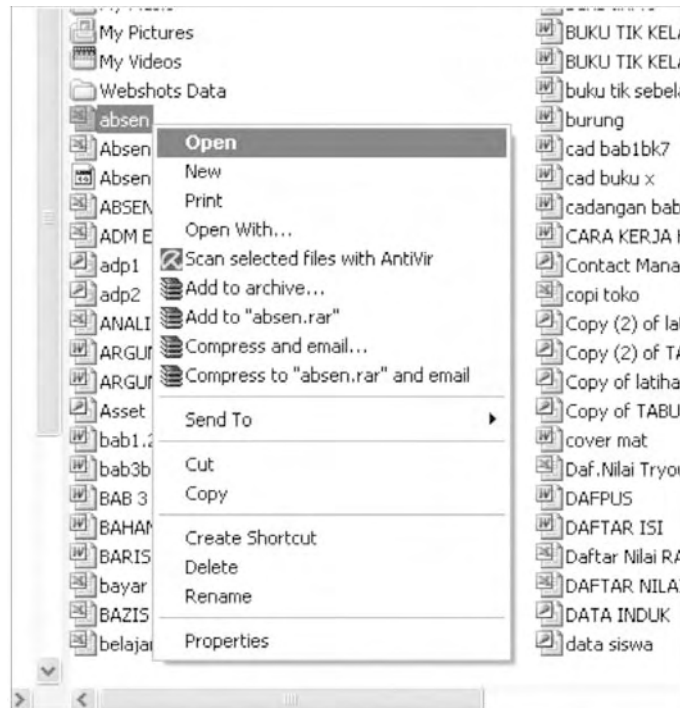 My Pictures
My Videos
Webshots Data
absen
Absen
Absen
ABSEN
ADM E
adp1
adp2
ANALI
ARGUM
ARGUM
Asset
bab1.2
bab3b
BAB 3
BAHAN
BARIS
bayar
BAZIS
belajar
Open
New
Print
Open With...
Scan selected files with AntiVir
Add to archive...
Add to "absen.rar"
Compress and email...
Compress to "absen.rar" and email
Send To
Cut
Copy
Create Shortcut
Delete
Rename
Properties
BUKU TIK KELA
BUKU TIK KELA
buku tik sebela
burung
cad bab1bk7
cad buku x
cadangan bab
CARA KERJA
Contact Mana
copi toko
Copy (2) of lat
Copy (2) of TA
Copy of latiha
Copy of TABU
cover mat
Daf.Nilai Tryou
DAFPUS
DAFTAR ISI
Daftar Nilai RA
DAFTAR NILAI
DATA INDUK
data siswa